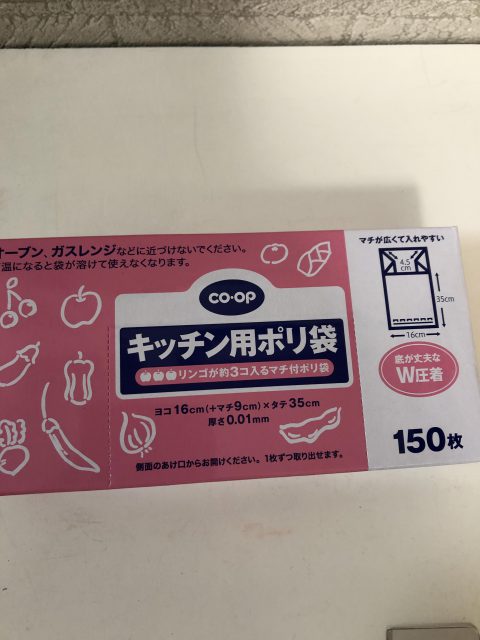 オーブン、ガスレンジなどに近づけないでください。
温になると袋が溶けて使えなくなります。
CO・OP
キッチン用ポリ袋
リンゴが約3コ入るマチ付ポリ袋
ヨコ16cm(+マチ9cm)×タテ35cm
厚さ0.01mm
側面のあけ口からお開けください。1枚ずつ取り出せます。
マチが広くて入れやすい
4.5
cm
35cm
16cm
底が丈夫な
W圧着
150枚